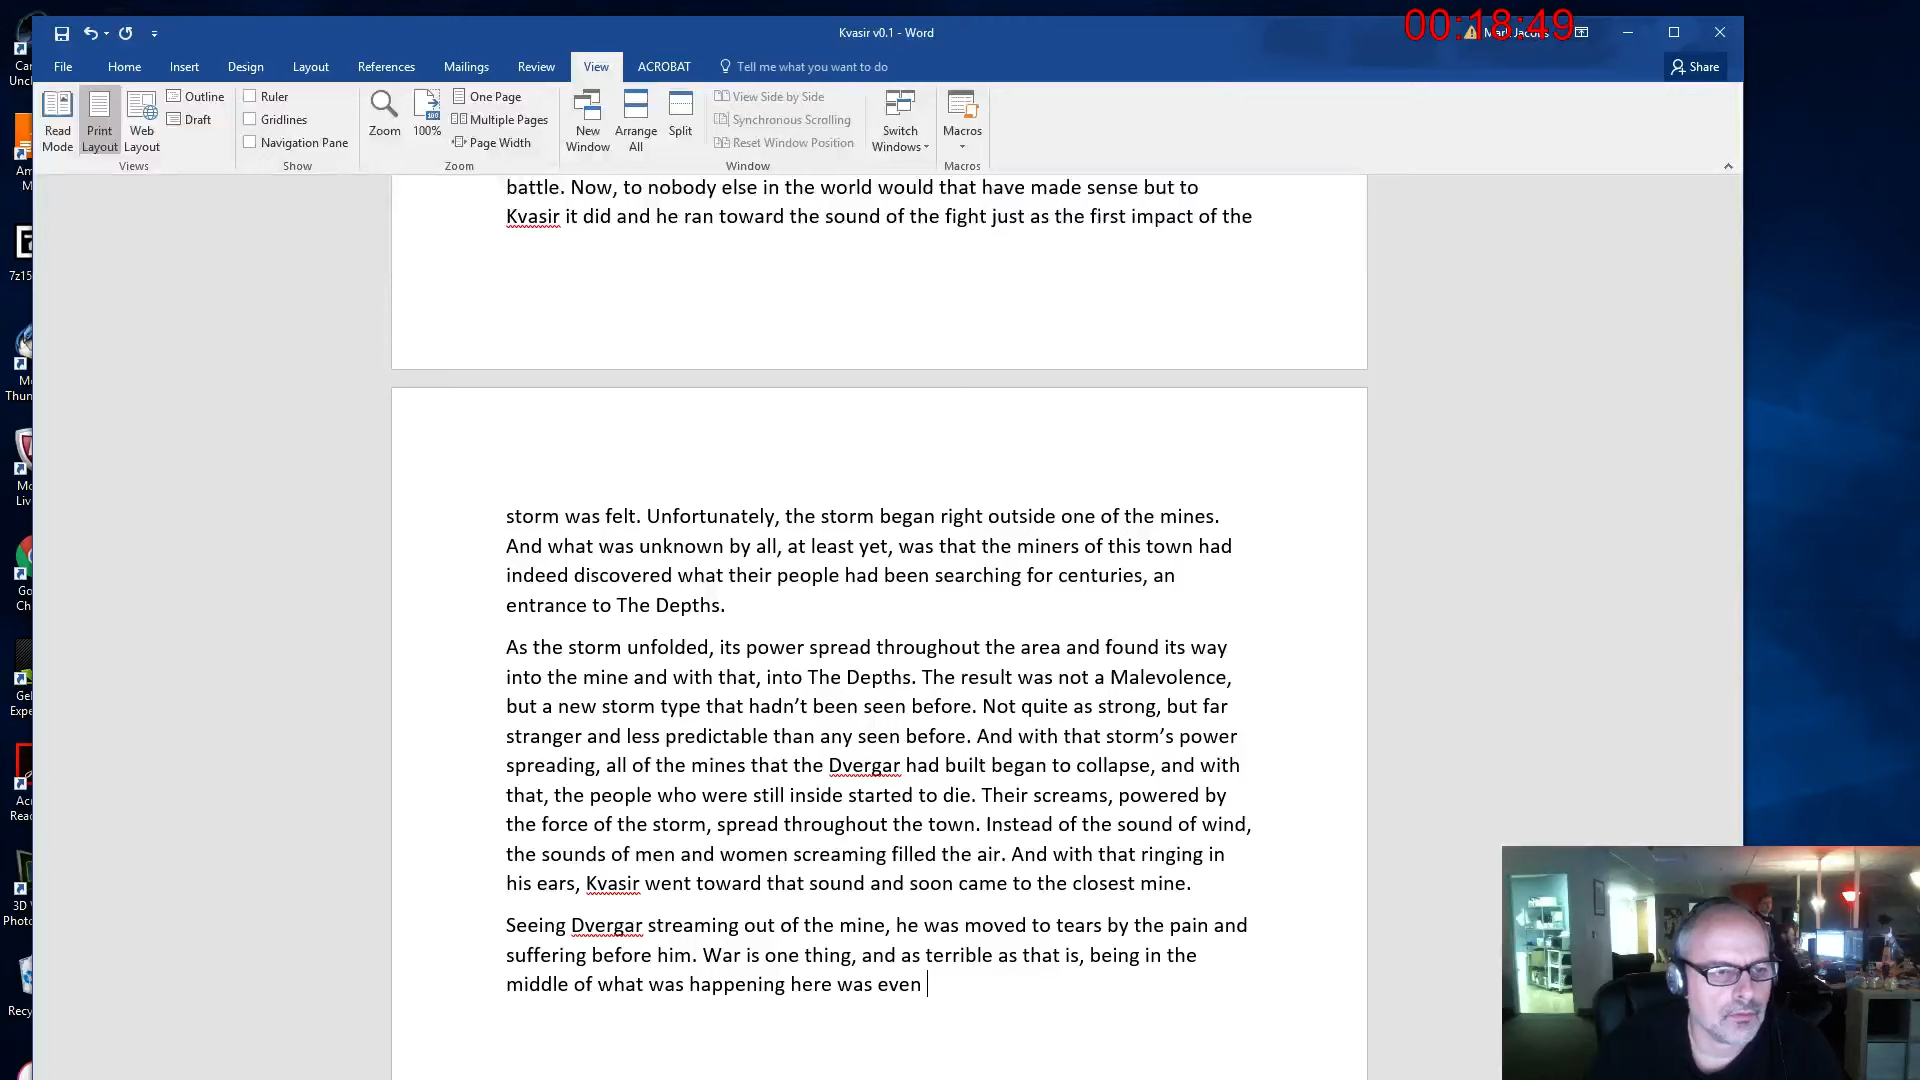 00:18:49
Kvasir v0.1 - Word
File Home Insert Design Layout References Mailings Review View ACROBAT Tell me what you want to do Share
Read Mode
Print Layout
Web Layout
Outline
Draft
Views
Ruler
Gridlines
Navigation Pane
Show
Zoom
100%
One Page
Multiple Pages
Page Width
Zoom
New Window
Arrange All
Split
View Side by Side
Synchronous Scrolling
Reset Window Position
Window
Switch Windows
Macros
Macros
battle. Now, to nobody else in the world would that have made sense but to
Kvasir it did and he ran toward the sound of the fight just as the first impact of the
storm was felt. Unfortunately, the storm began right outside one of the mines.
And what was unknown by all, at least yet, was that the miners of this town had
indeed discovered what their people had been searching for centuries, an
entrance to The Depths.
As the storm unfolded, its power spread throughout the area and found its way
into the mine and with that, into The Depths. The result was not a Malevolence,
but a new storm type that hadn’t been seen before. Not quite as strong, but far
stranger and less predictable than any seen before. And with that storm’s power
spreading, all of the mines that the Dvergar had built began to collapse, and with
that, the people who were still inside started to die. Their screams, powered by
the force of the storm, spread throughout the town. Instead of the sound of wind,
the sounds of men and women screaming filled the air. And with that ringing in
his ears, Kvasir went toward that sound and soon came to the closest mine.
Seeing Dvergar streaming out of the mine, he was moved to tears by the pain and
suffering before him. War is one thing, and as terrible as that is, being in the
middle of what was happening here was even